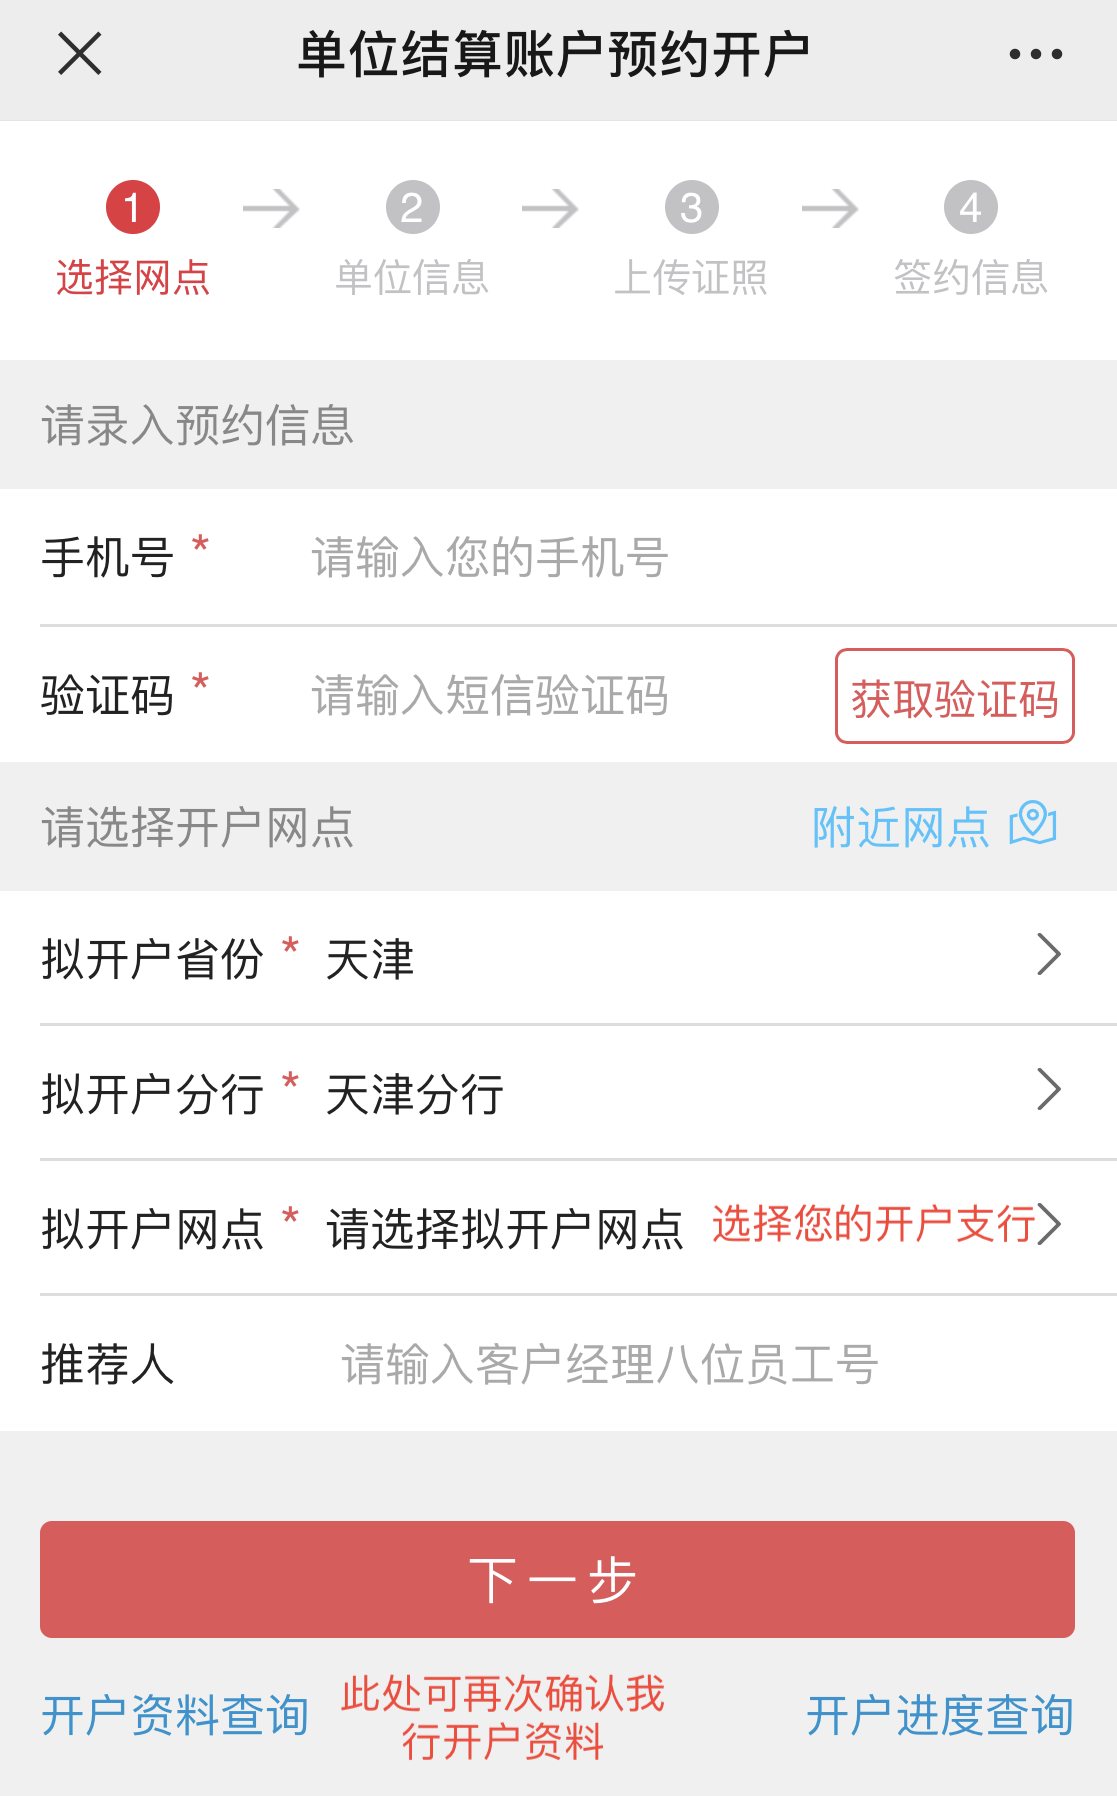 单位结算账户预约开户
1 2 3 4
选择网点 单位信息 上传证照 签约信息
请录入预约信息
手机号 * 请输入您的手机号
验证码 * 请输入短信验证码 获取验证码
请选择开户网点 附近网点
拟开户省份 * 天津
拟开户分行 * 天津分行
拟开户网点 * 请选择拟开户网点 选择您的开户支行
推荐人 请输入客户经理八位员工号
下一步
开户资料查询 此处可再次确认我 开户进度查询
行开户资料